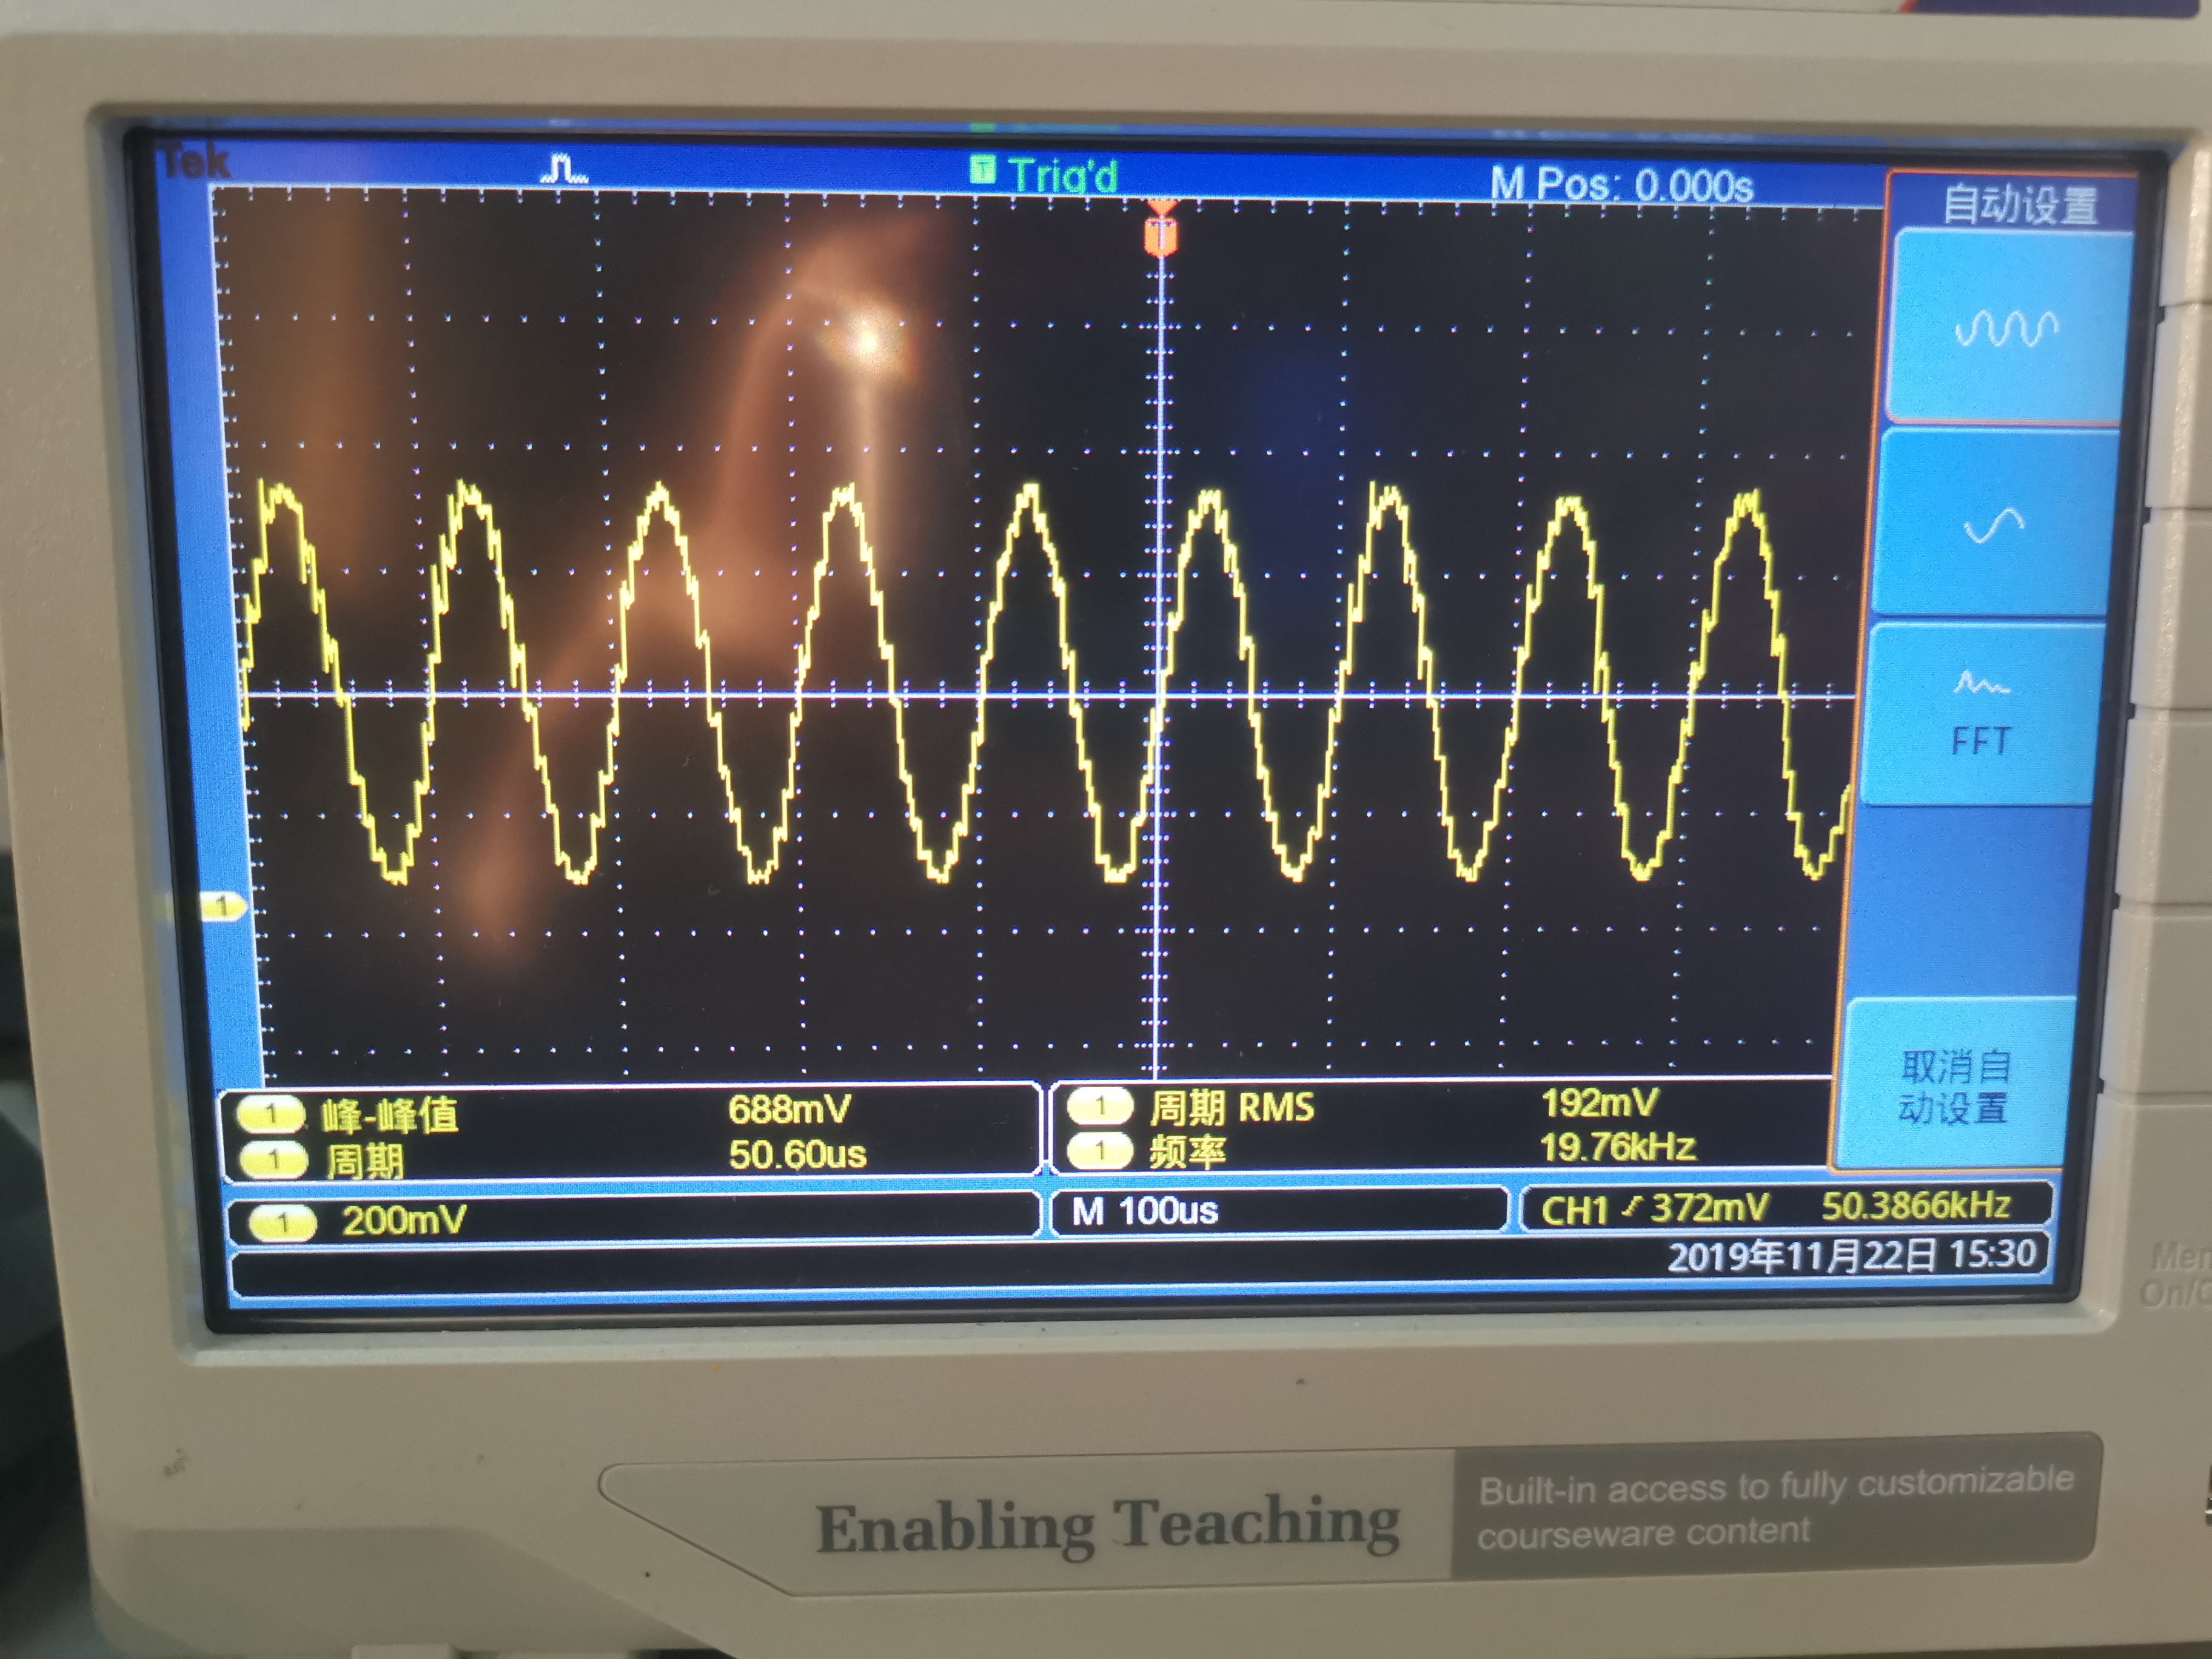 Tek
Trig'd
M Pos: 0.000s
自动设置
FFT
取消自
动设置
1
1 峰-峰值 688mV
1 周期 50.60us
1 周期 RMS 192mV
1 频率 19.76kHz
1 200mV
M 100us
CH1 372mV 50.3866kHz
2019年11月22日 15:30
On/
Enabling Teaching
Built-in access to fully customizable
courseware content